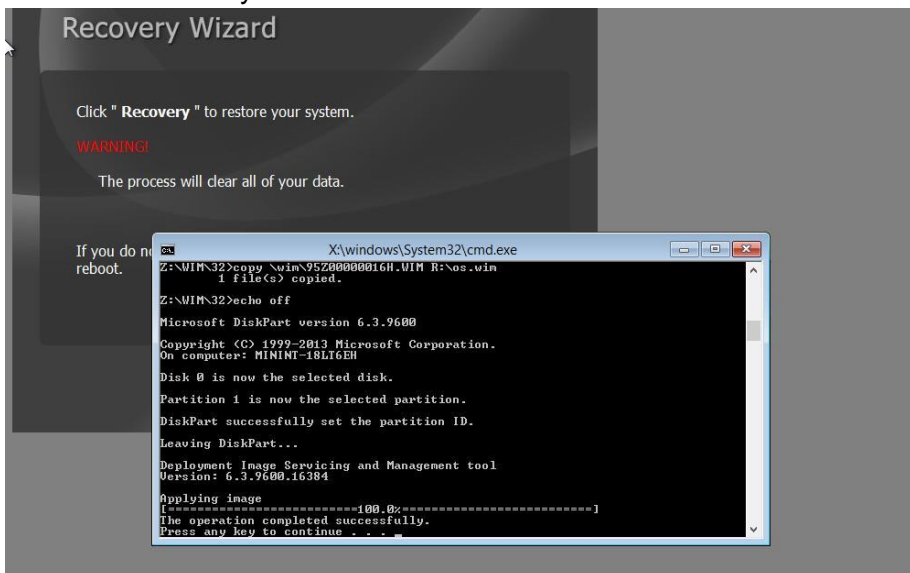 Recovery Wizard
Click " Recovery " to restore your system.
WARNING!
The process will clear all of your data.
If you do no
reboot.
X:\windows\System32\cmd.exe
Z:\WIM\32>copy \wim\95Z00000016H.WIM R:\os.wim
1 file(s) copied.
Z:\WIM\32>echo off
Microsoft DiskPart version 6.3.9600
Copyright (C) 1999-2013 Microsoft Corporation.
On computer: MININT-18LT6EH
Disk 0 is now the selected disk.
Partition 1 is now the selected partition.
DiskPart successfully set the partition ID.
Leaving DiskPart...
Deployment Image Servicing and Management tool
Version: 6.3.9600.16384
Applying image
[==========================100.0%==========================]
The operation completed successfully.
Press any key to continue . . . _